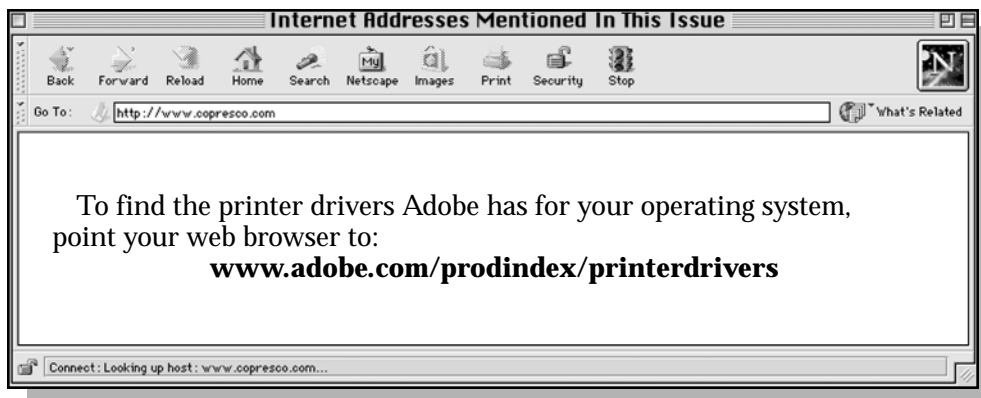 Internet Addresses Mentioned In This Issue
Back Forward Reload Home Search Netscape Images Print Security Stop
My
N
Go To: http://www.copresco.com What's Related
To find the printer drivers Adobe has for your operating system,
point your web browser to:
www.adobe.com/prodindex/printerdrivers
Connect: Looking up host: www.copresco.com...